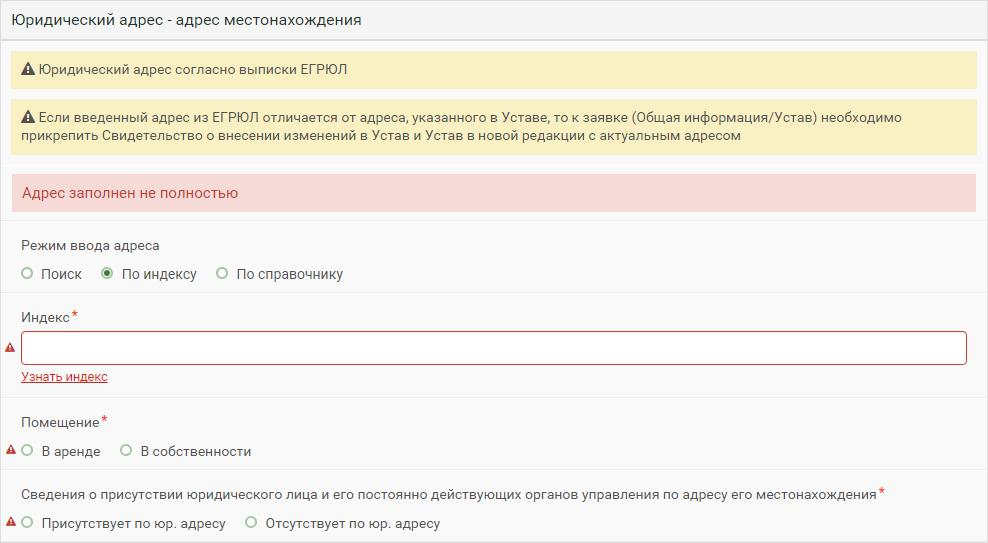 Юридический адрес - адрес местонахождения
Юридический адрес согласно выписки ЕГРЮЛ
Если введенный адрес из ЕГРЮЛ отличается от адреса, указанного в Уставе, то к заявке (Общая информация/Устав) необходимо
прикрепить Свидетельство о внесении изменений в Устав и Устав в новой редакции с актуальным адресом
Адрес заполнен не полностью
Режим ввода адреса
Поиск По индексу По справочнику
Индекс*
Узнать индекс
Помещение*
В аренде В собственности
Сведения о присутствии юридического лица и его постоянно действующих органов управления по адресу его местонахождения*
Присутствует по юр. адресу Отсутствует по юр. адресу